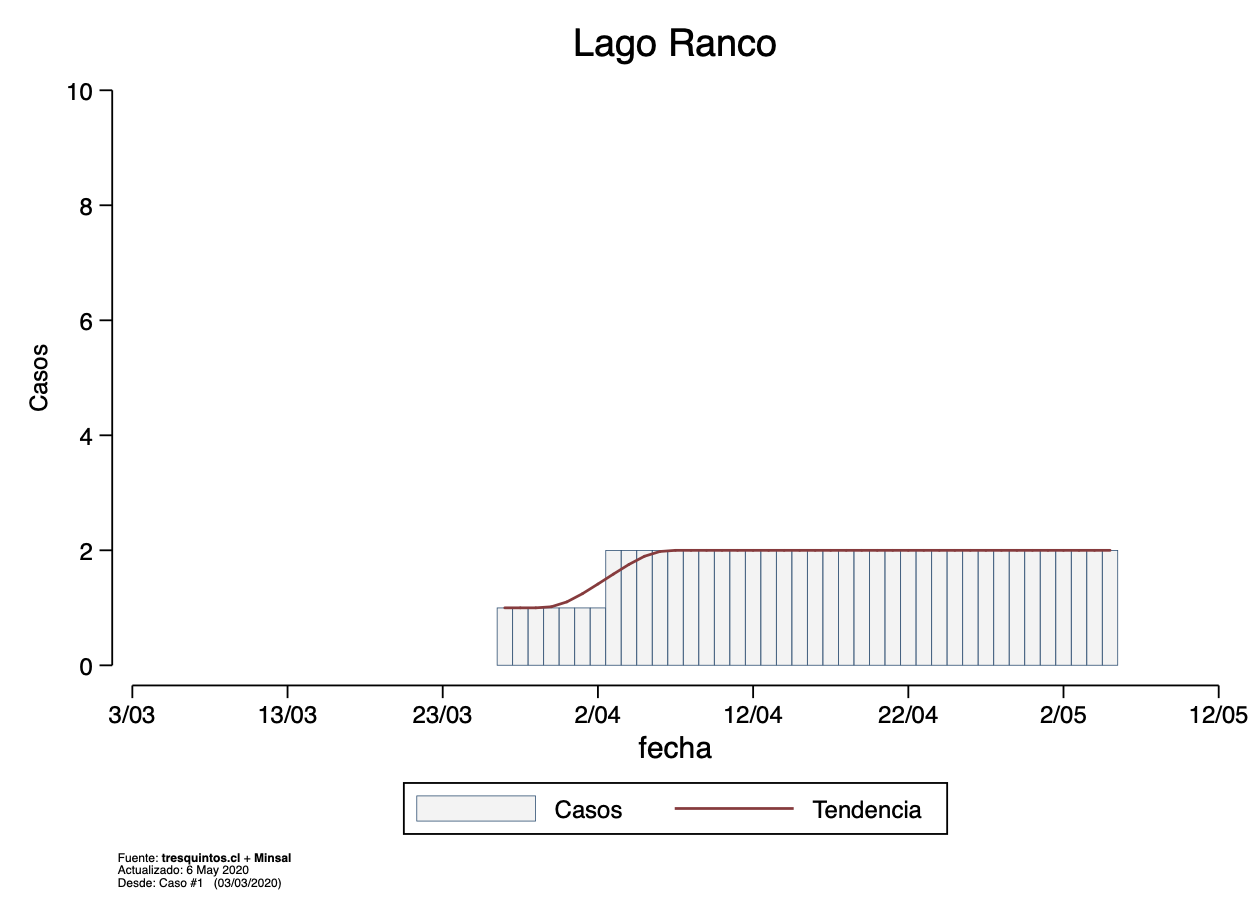 Lago Ranco
10
8
6
4
2
0
Casos
3/03 13/03 23/03 2/04 12/04 22/04 2/05 12/05
fecha
Casos Tendencia
Fuente: tresquintos.cl + Minsal
Actualizado: 6 May 2020
Desde: Caso #1 (03/03/2020)